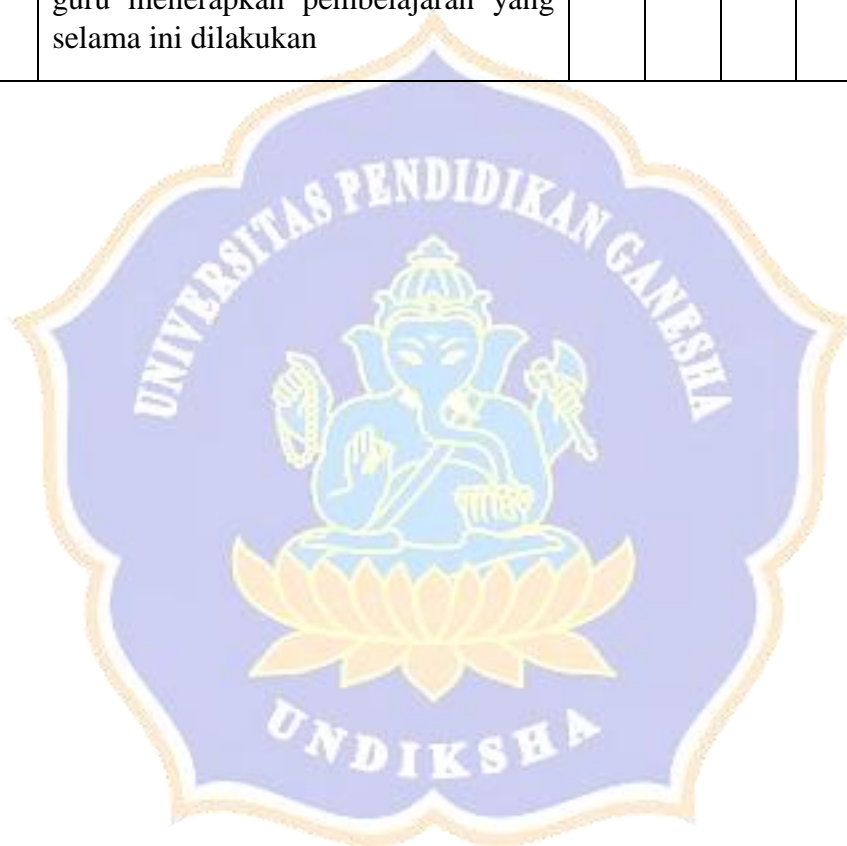 guru menerapkan pembelajaran yang
selama ini dilakukan
UNIVERSITAS PENDIDIKAN GANESHA
UNDIKSHA